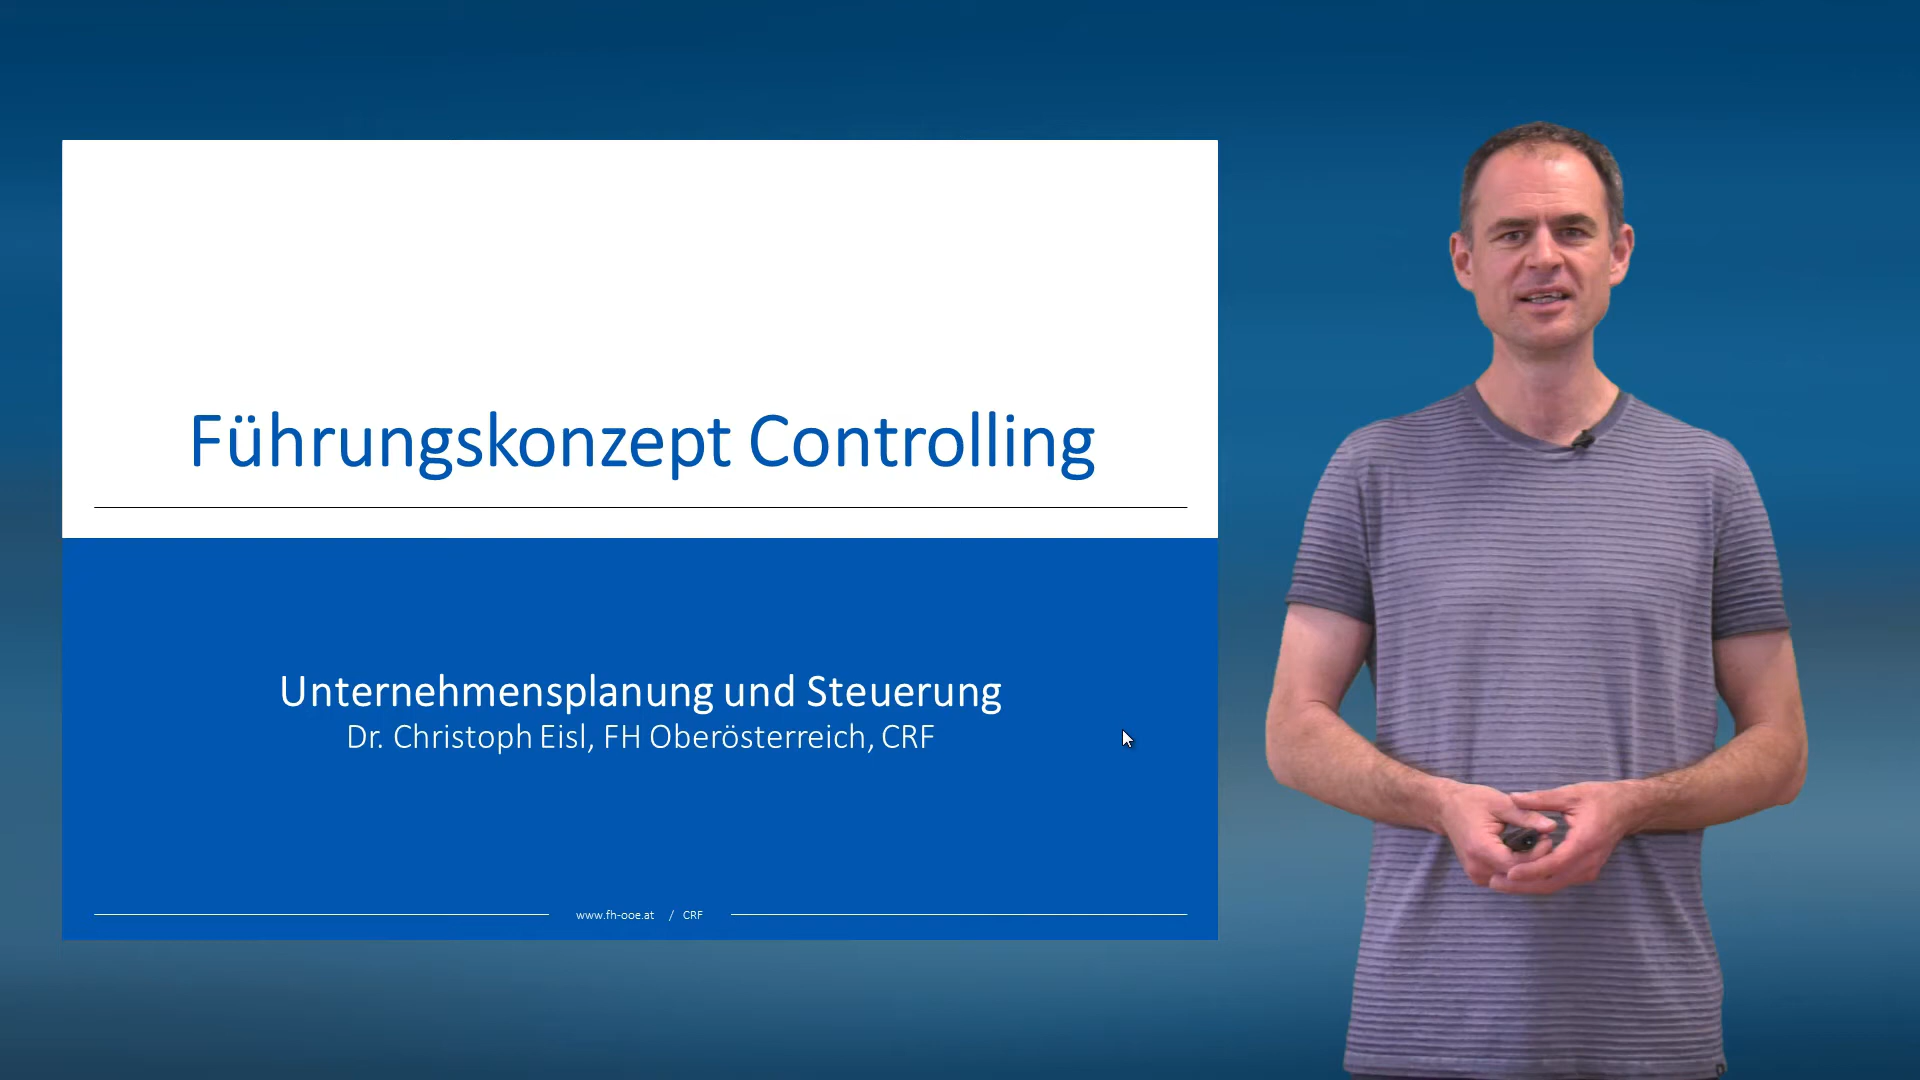 Führungskonzept Controlling
Unternehmensplanung und Steuerung
Dr. Christoph Eisl, FH Oberösterreich, CRF
www.fh-ooe.at / CRF